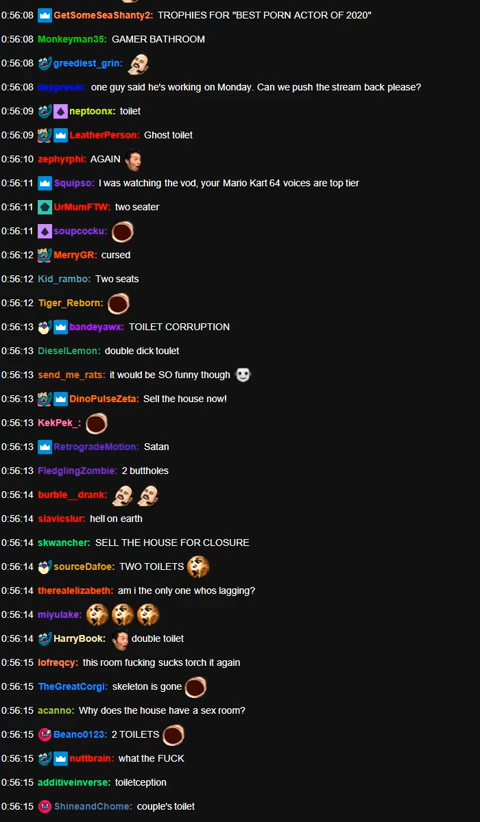 0:56:08 GetSomeSeaShanty2: TROPHIES FOR "BEST PORN ACTOR OF 2020"
0:56:08 Monkeyman35: GAMER BATHROOM
0:56:08 greediest_grin:
0:56:08 dappresio: one guy said he's working on Monday. Can we push the stream back please?
0:56:09 neptoonx: toilet
0:56:09 LeatherPerson: Ghost toilet
0:56:10 zephyrphi: AGAIN
0:56:11 Squipso: I was watching the vod, your Mario Kart 64 voices are top tier
0:56:11 UrMumFTW: two seater
0:56:11 soupcocku:
0:56:12 MerryGR: cursed
0:56:12 Kid_rambo: Two seats
0:56:12 Tiger_Reborn:
0:56:13 bandeyawx: TOILET CORRUPTION
0:56:13 DieselLemon: double dick toulet
0:56:13 send_me_rats: it would be SO funny though
0:56:13 DinoPulseZeta: Sell the house now!
0:56:13 KekPek_:
0:56:13 RetrogradeMotion: Satan
0:56:13 FledglingZombie: 2 buttholes
0:56:14 burble__drank:
0:56:14 slavicslur: hell on earth
0:56:14 skwancher: SELL THE HOUSE FOR CLOSURE
0:56:14 sourceDafoe: TWO TOILETS
0:56:14 therealelizabeth: am i the only one whos lagging?
0:56:14 miyulake:
0:56:14 HarryBook: double toilet
0:56:15 lofreqcy: this room fucking sucks torch it again
0:56:15 TheGreatCorgi: skeleton is gone
0:56:15 acanno: Why does the house have a sex room?
0:56:15 Beano0123: 2 TOILETS
0:56:15 nuttbrain: what the FUCK
0:56:15 additiveinverse: toiletception
0:56:15 ShineandChome: couple's toilet